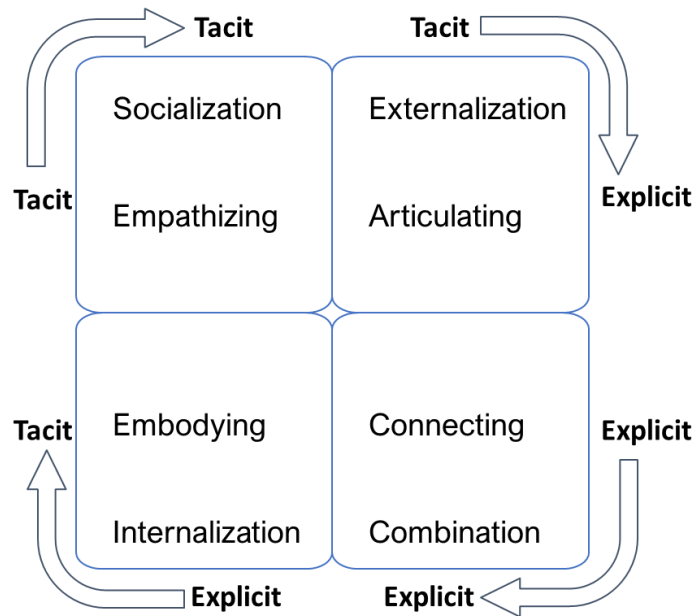 Tacit Tacit
Socialization Externalization
Tacit Empathizing Articulating Explicit
Tacit Embodying Connecting Explicit
Internalization Combination
Explicit Explicit